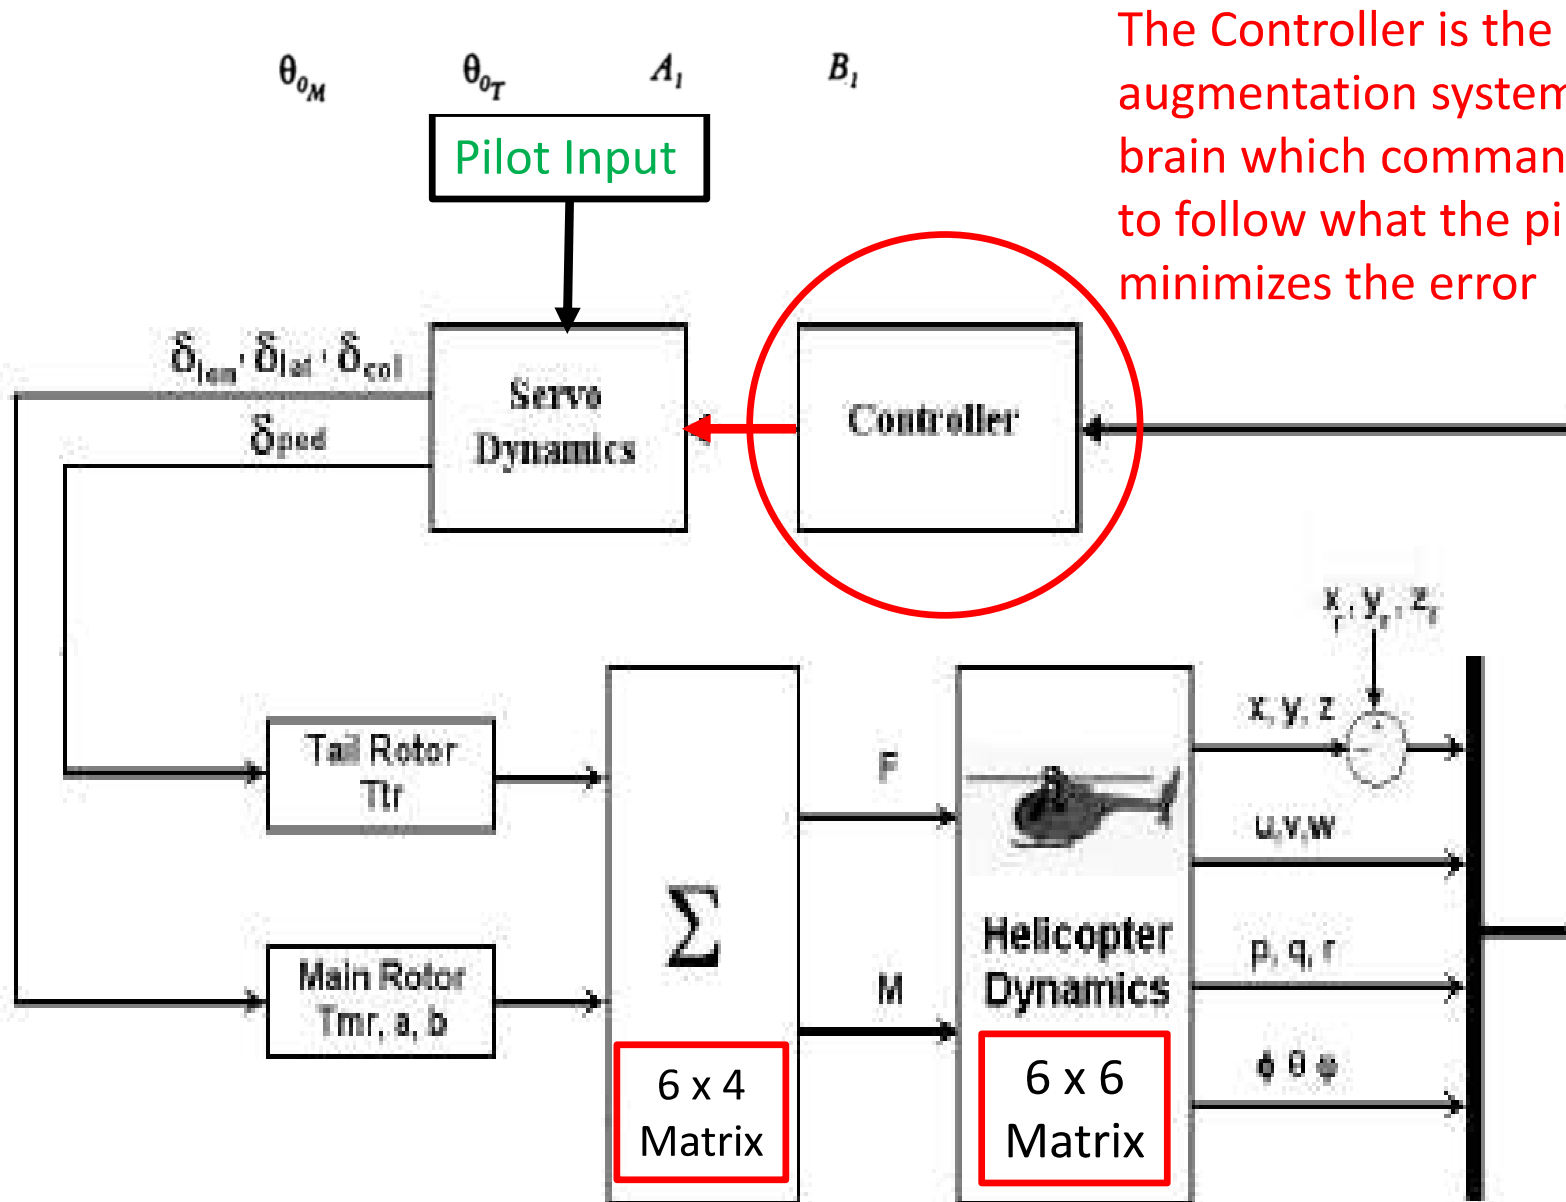 θ₀M θ₀T A₁ B₁
The Controller is the
augmentation system
brain which comman
to follow what the pi
minimizes the error
Pilot Input
δlon, δlat, δcol
δped
Servo
Dynamics
Controller
xr, yr, zr
x, y, z
Tail Rotor
Ttr
F
u,v,w
Σ
Helicopter
Dynamics
p, q, r
Main Rotor
Tmr, a, b
M
6 x 4
Matrix
6 x 6
Matrix
ϕ θ φ